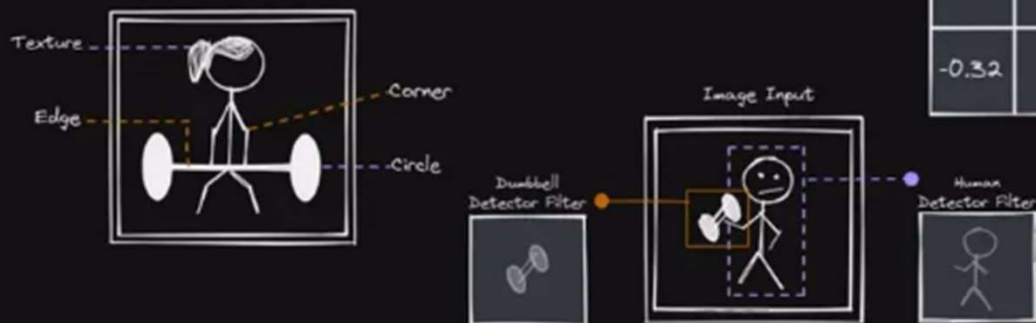 Texture
Edge
Corner
Circle
Image Input
Dumbbell
Detector Filter
Human
Detector Filter
-0.32